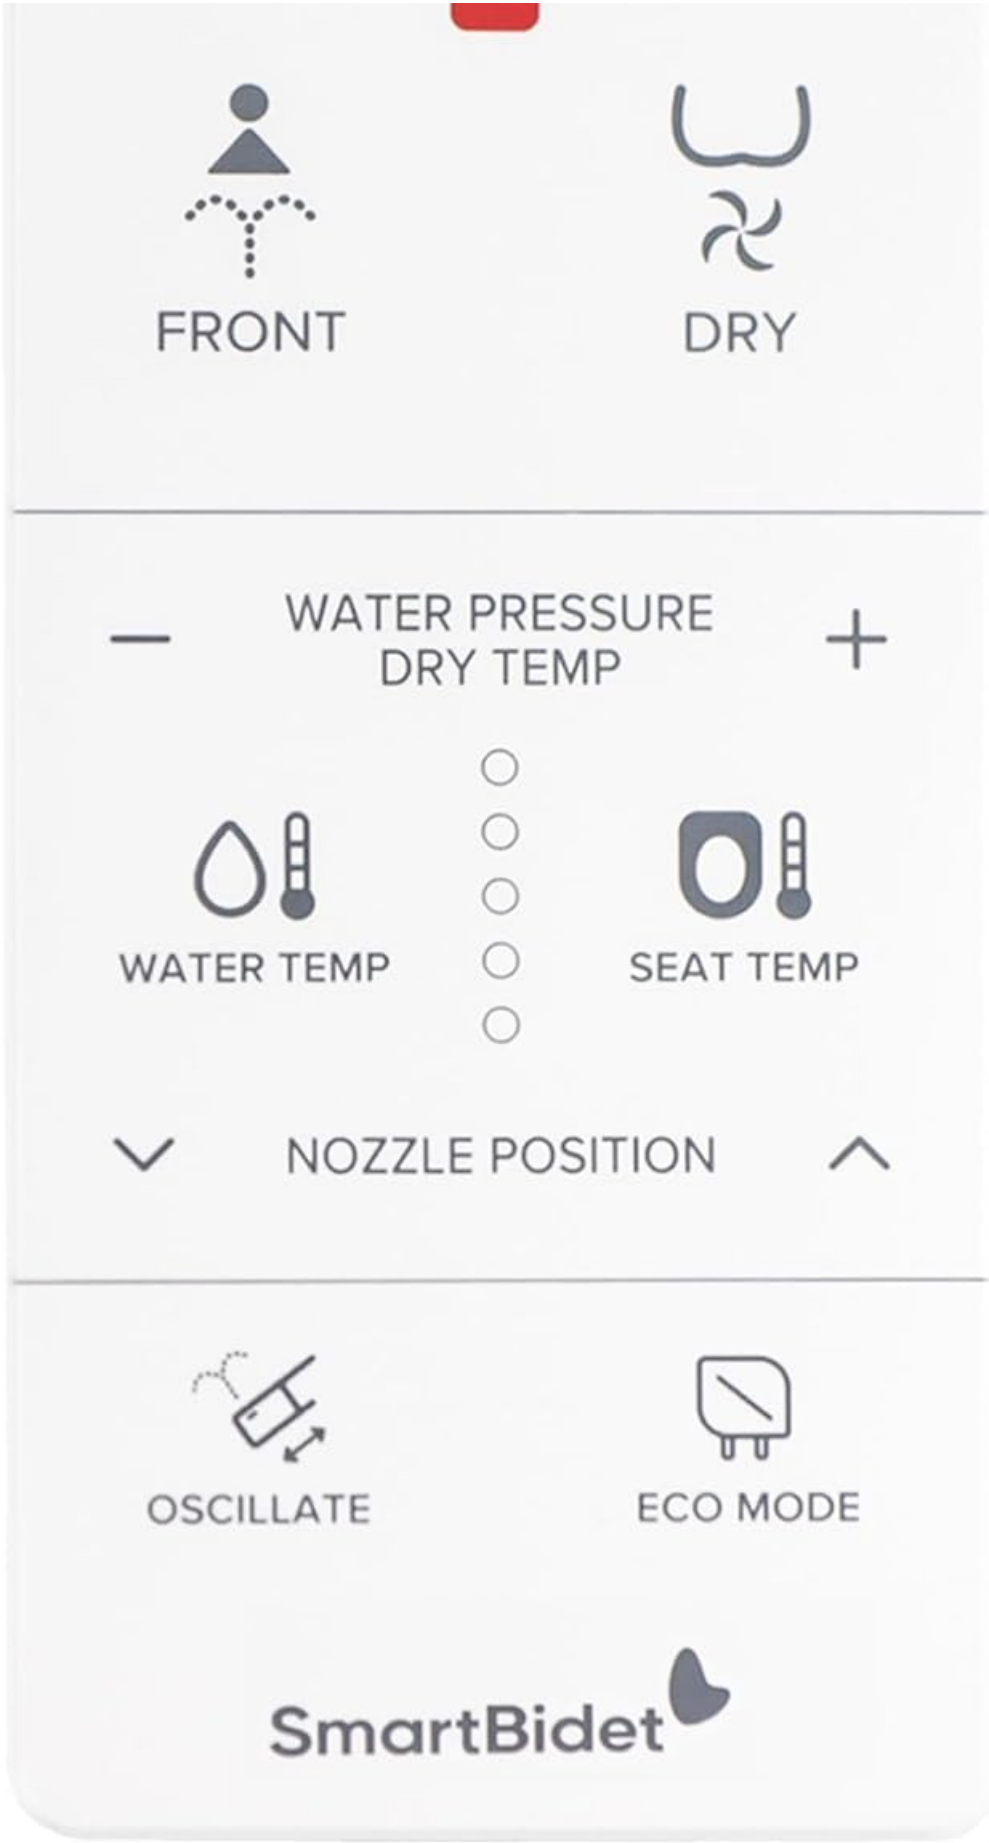 FRONT
DRY
WATER PRESSURE
DRY TEMP
WATER TEMP
SEAT TEMP
NOZZLE POSITION
OSCILLATE
ECO MODE
SmartBidet